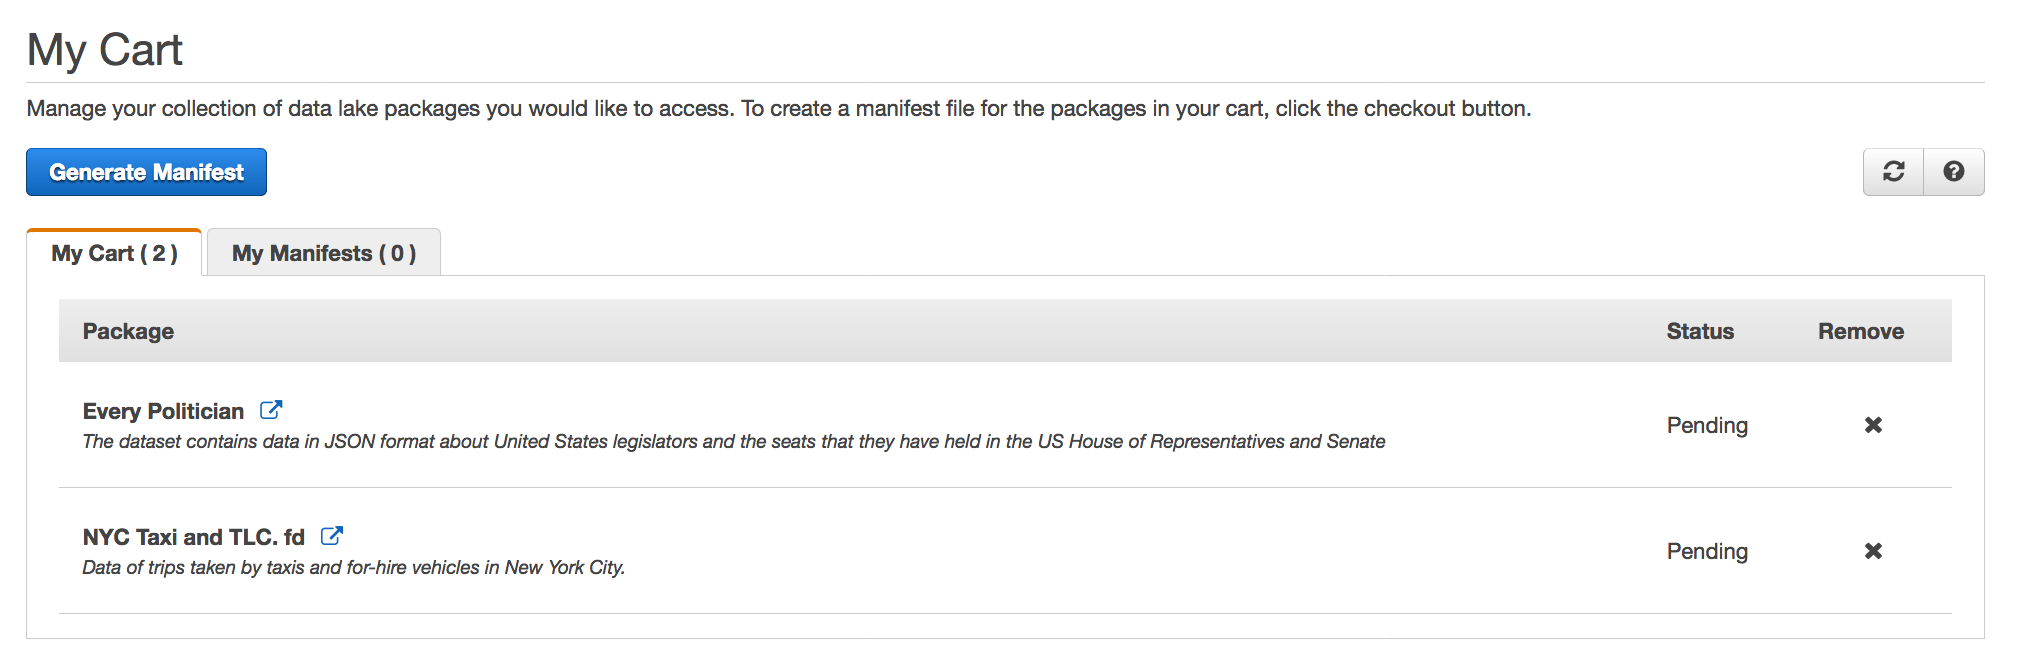 My Cart
Manage your collection of data lake packages you would like to access. To create a manifest file for the packages in your cart, click the checkout button.
Generate Manifest
?
My Cart ( 2 )
My Manifests ( 0 )
Package Status Remove
Every Politician
The dataset contains data in JSON format about United States legislators and the seats that they have held in the US House of Representatives and Senate
Pending
NYC Taxi and TLC. fd
Data of trips taken by taxis and for-hire vehicles in New York City.
Pending